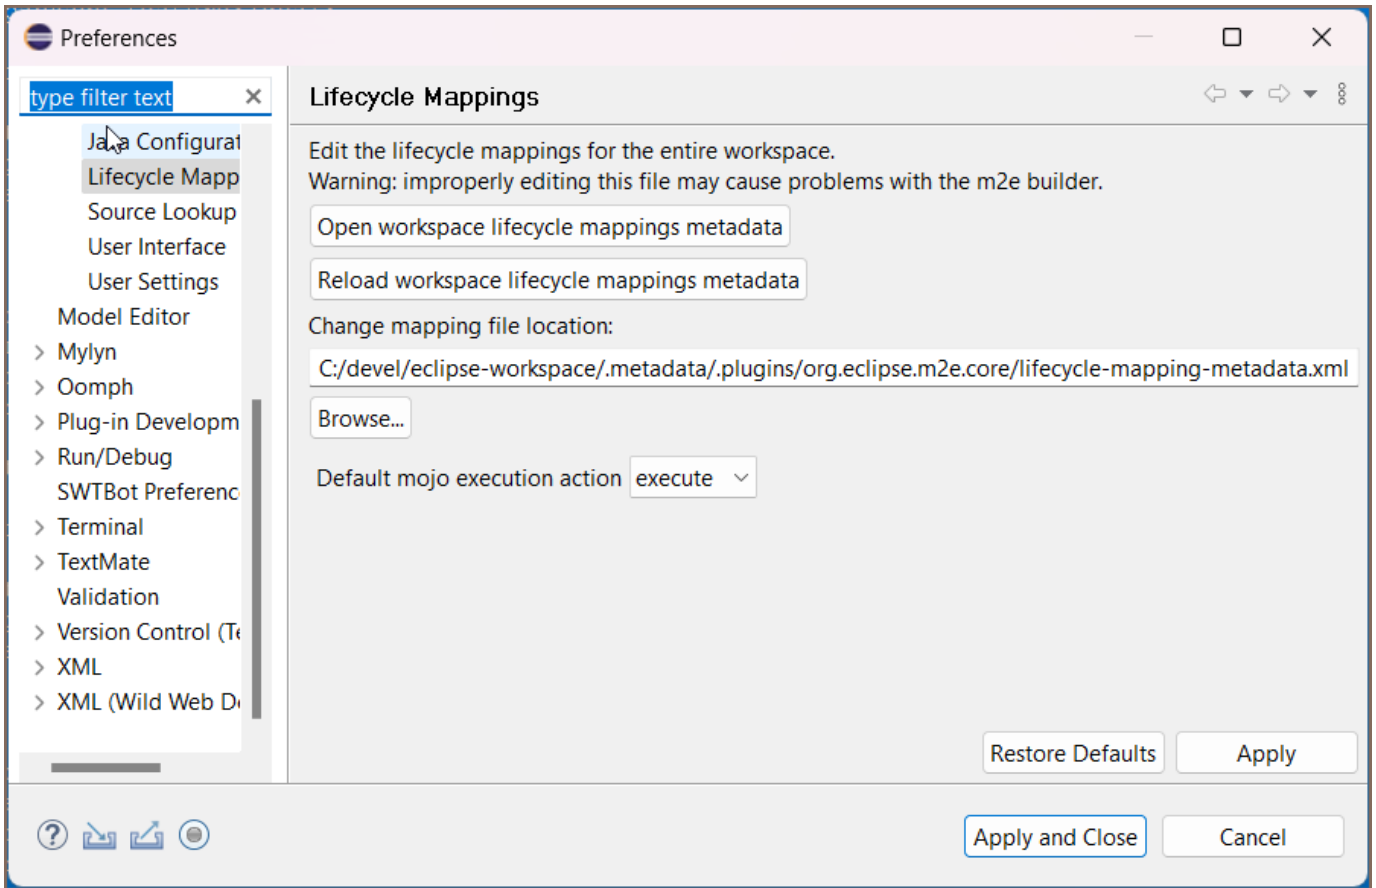 Preferences
type filter text
Lifecycle Mappings
Java Configurat
Lifecycle Mapp
Source Lookup
User Interface
User Settings
Model Editor
Mylyn
Oomph
Plug-in Developm
Run/Debug
SWTBot Preferenc
Terminal
TextMate
Validation
Version Control (Te
XML
XML (Wild Web De
Edit the lifecycle mappings for the entire workspace.
Warning: improperly editing this file may cause problems with the m2e builder.
Open workspace lifecycle mappings metadata
Reload workspace lifecycle mappings metadata
Change mapping file location:
C:/devel/eclipse-workspace/.metadata/.plugins/org.eclipse.m2e.core/lifecycle-mapping-metadata.xml
Browse...
Default mojo execution action execute
Restore Defaults Apply
Apply and Close Cancel